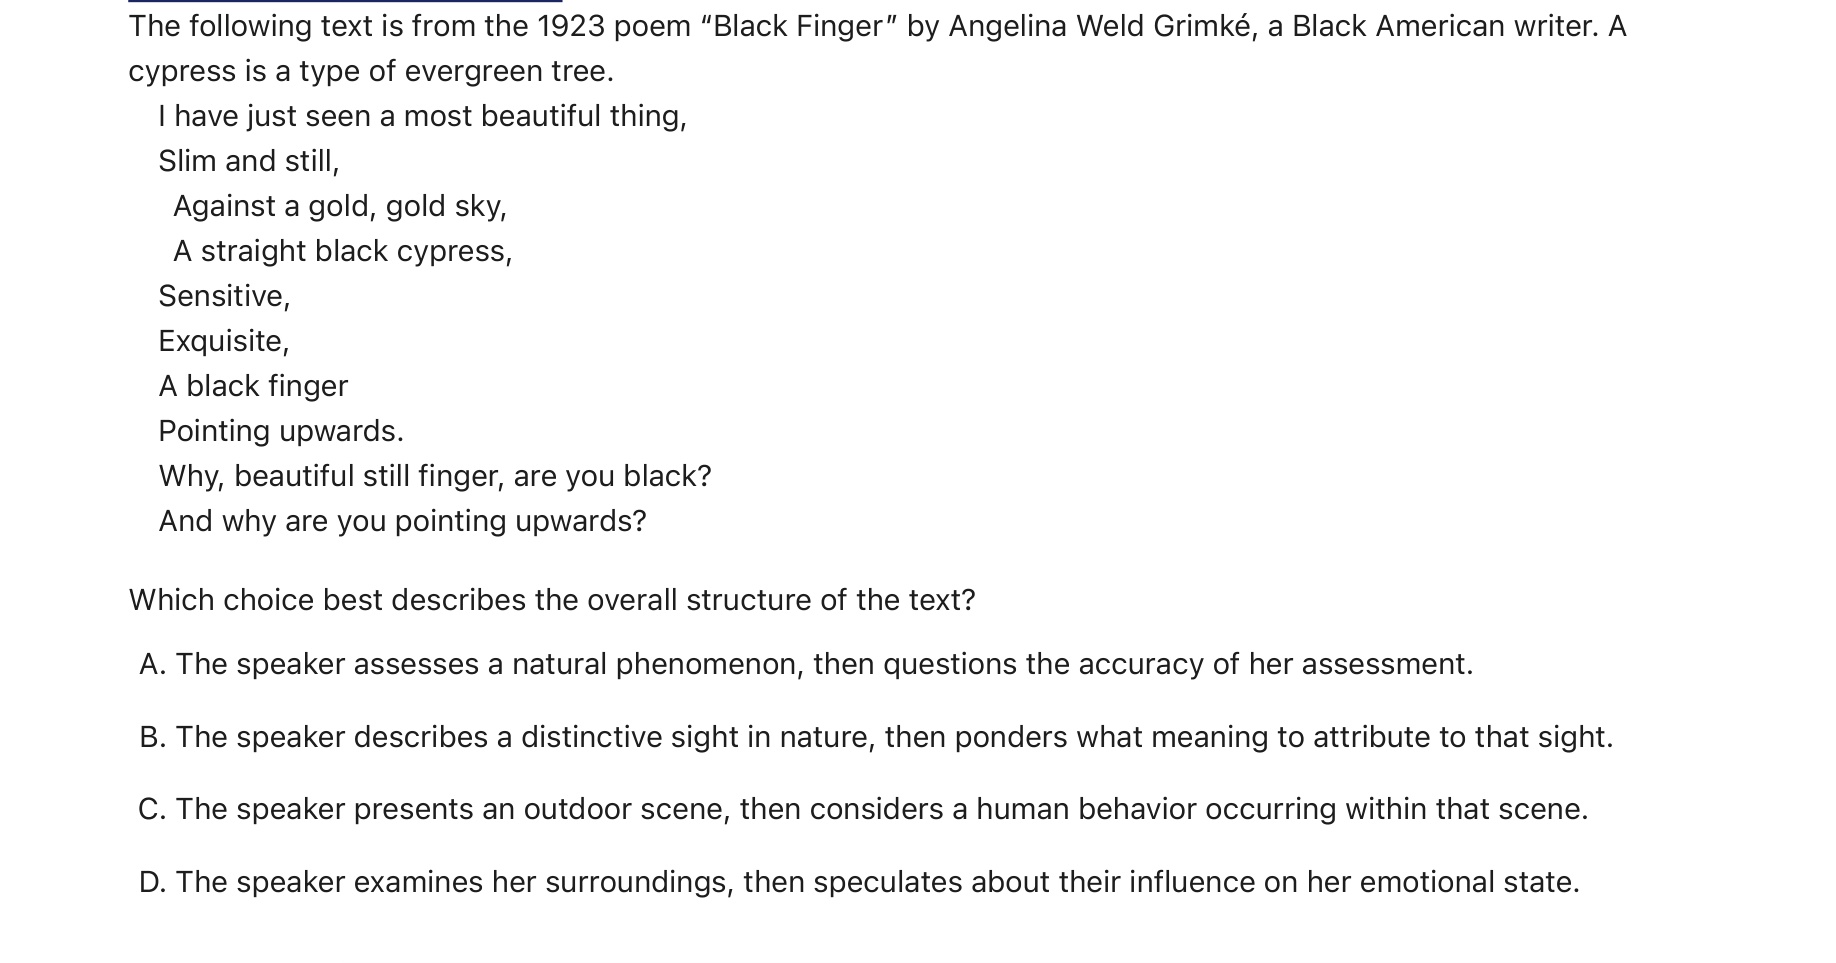 The following text is from the 1923 poem “Black Finger” by Angelina Weld Grimké, a Black American writer. A
cypress is a type of evergreen tree.
I have just seen a most beautiful thing,
Slim and still,
Against a gold, gold sky,
A straight black cypress,
Sensitive,
Exquisite,
A black finger
Pointing upwards.
Why, beautiful still finger, are you black?
And why are you pointing upwards?
Which choice best describes the overall structure of the text?
A. The speaker assesses a natural phenomenon, then questions the accuracy of her assessment.
B. The speaker describes a distinctive sight in nature, then ponders what meaning to attribute to that sight.
C. The speaker presents an outdoor scene, then considers a human behavior occurring within that scene.
D. The speaker examines her surroundings, then speculates about their influence on her emotional state.